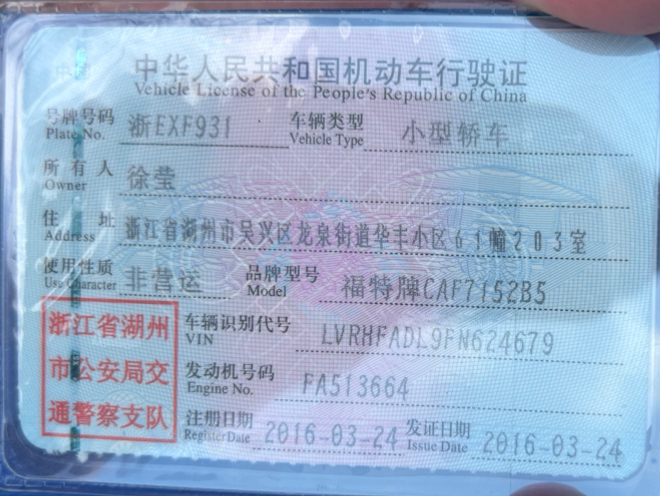 中华人民共和国机动车行驶证
Vehicle License of the People's Republic of China
号牌号码 浙EXF931 车辆类型 小型轿车
Plate No. Vehicle Type
所有人 徐莹
Owner
住址 浙江省湖州市吴兴区龙泉街道华丰小区61幢203室
Address
使用性质 非营运 品牌型号 福特牌CAF7152B5
Use Character Model
浙江省湖州 车辆识别代号 LVRHFADL9FN624679
VIN
市公安局交 发动机号码 FA513664
Engine No.
通警察支队 注册日期 2016-03-24 发证日期 2016-03-24
Register Date Issue Date